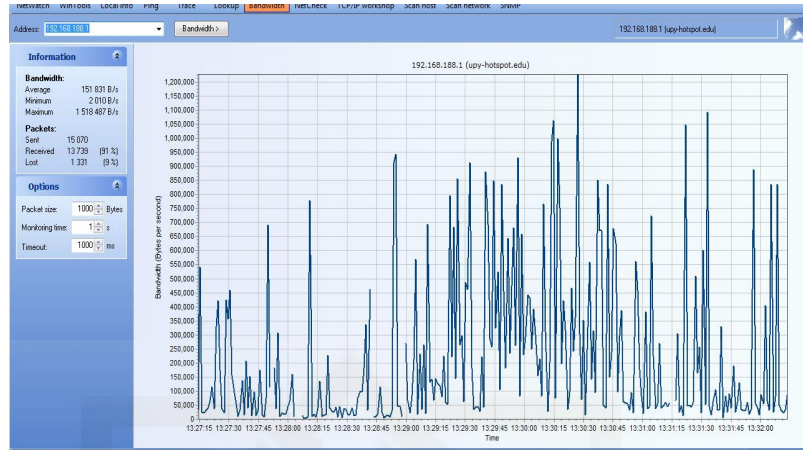 NetWatch WinTools Local info Ping Trace Lookup Bandwidth NetCheck TCP/IP workshop Scan host Scan network SNMP
Address: 192.168.188.1 Bandwidth > 192.168.188.1 (upy-hotspot.edu)
Information
Bandwidth:
Average 151 831 B/s
Minimum 2 010 B/s
Maximum 1 518 487 B/s
Packets:
Sent 15 070
Received 13 739 (91 %)
Lost 1 331 (9 %)
Options
Packet size: 1000 Bytes
Monitoring time: 1 s
Timeout: 1000 ms
192.168.188.1 (upy-hotspot.edu)
Bandwidth (Bytes per second)
1,200,000
1,150,000
1,100,000
1,050,000
1,000,000
950,000
900,000
850,000
800,000
750,000
700,000
650,000
600,000
550,000
500,000
450,000
400,000
350,000
300,000
250,000
200,000
150,000
100,000
50,000
0
13:27:15 13:27:30 13:27:45 13:28:00 13:28:15 13:28:30 13:28:45 13:29:00 13:29:15 13:29:30 13:29:45 13:30:00 13:30:15 13:30:30 13:30:45 13:31:00 13:31:15 13:31:30 13:31:45 13:32:00
Time